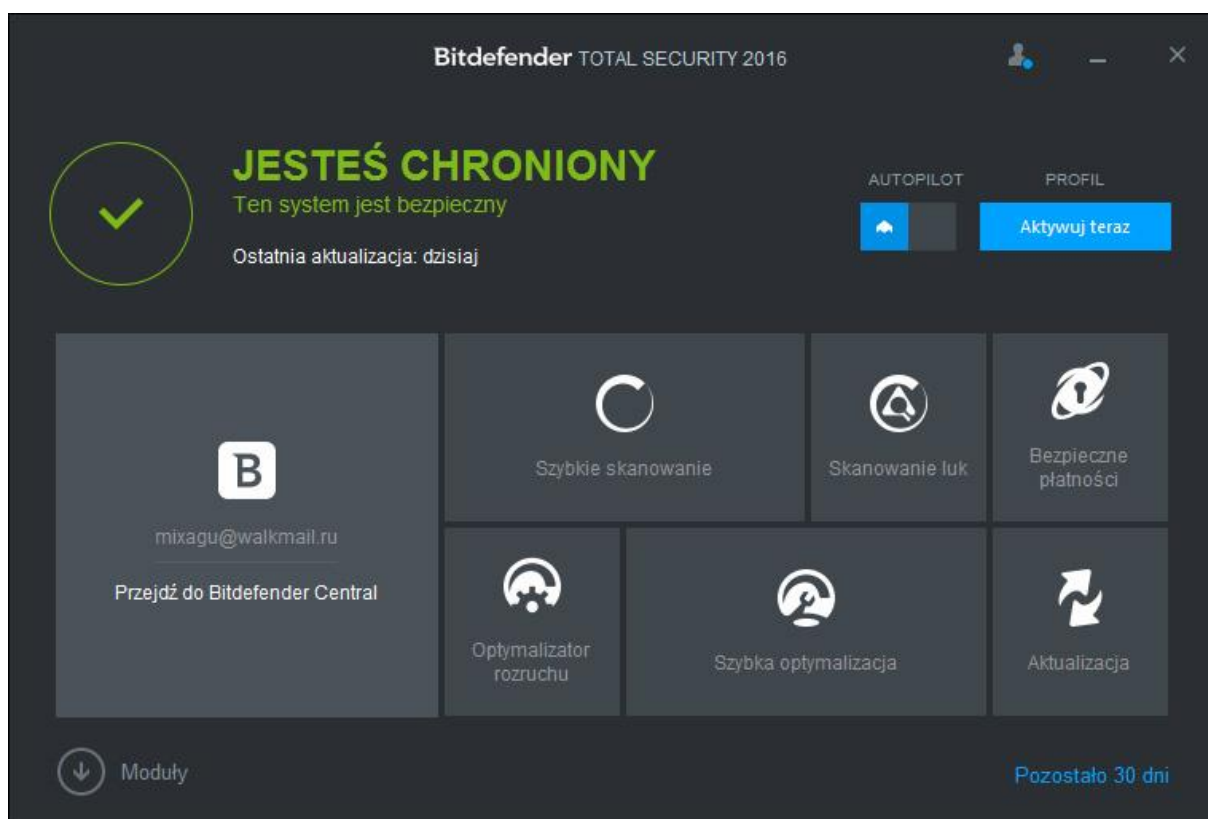 Bitdefender TOTAL SECURITY 2016
JESTEŚ CHRONIONY
Ten system jest bezpieczny
Ostatnia aktualizacja: dzisiaj
AUTOPILOT
PROFIL
Aktywuj teraz
B
mixagu@walkmail.ru
Przejdź do Bitdefender Central
Szybkie skanowanie
Skanowanie luk
Bezpieczne
płatności
Optymalizator
rozruchu
Szybka optymalizacja
Aktualizacja
Moduły
Pozostało 30 dni